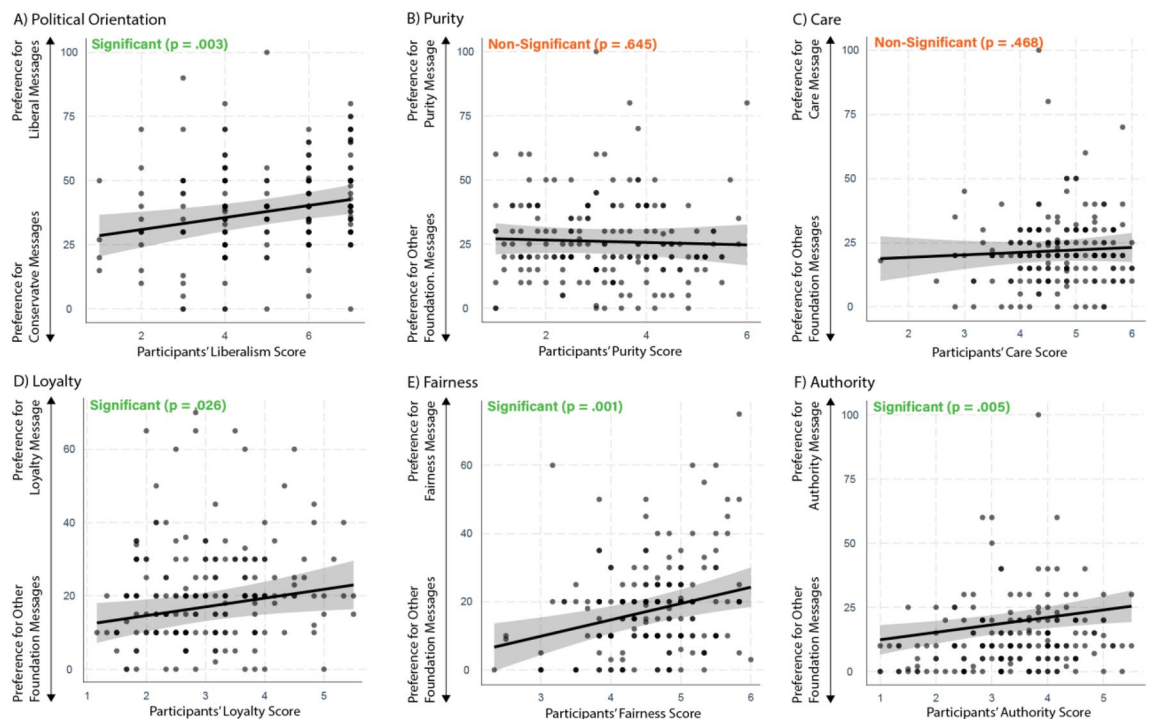 A) Political Orientation
Significant (p = .003)
Preference for
Liberal Messages
Preference for
Conservatve Messages
100
75
50
25
0
2
4
6
Participants' Liberalism Score
B) Purity
Non-Significant (p = .645)
Preference for
Purity Message
Preference for Other
Foundation. Messages
100
75
50
25
0
2
4
6
Participants' Purity Score
C) Care
Non-Significant (p = .468)
Preference for
Care Message
Preference for Other
Foundation Messages
100
75
50
25
0
2
3
4
5
6
Participants' Care Score
D) Loyalty
Significant (p = .026)
Preference for
Loyalty Message
Preference for Other
Foundation Messages
60
40
20
0
1
2
3
4
5
Participants' Loyalty Score
E) Fairness
Significant (p = .001)
Preference for
Fairness Message
Preference for Other
Foundation Messages
60
40
20
0
3
4
5
6
Participants' Fairness Score
F) Authority
Significant (p = .005)
Preference for
Authority Message
Preference for Other
Foundation Messages
100
75
50
25
0
1
2
3
4
5
Participants' Authority Score